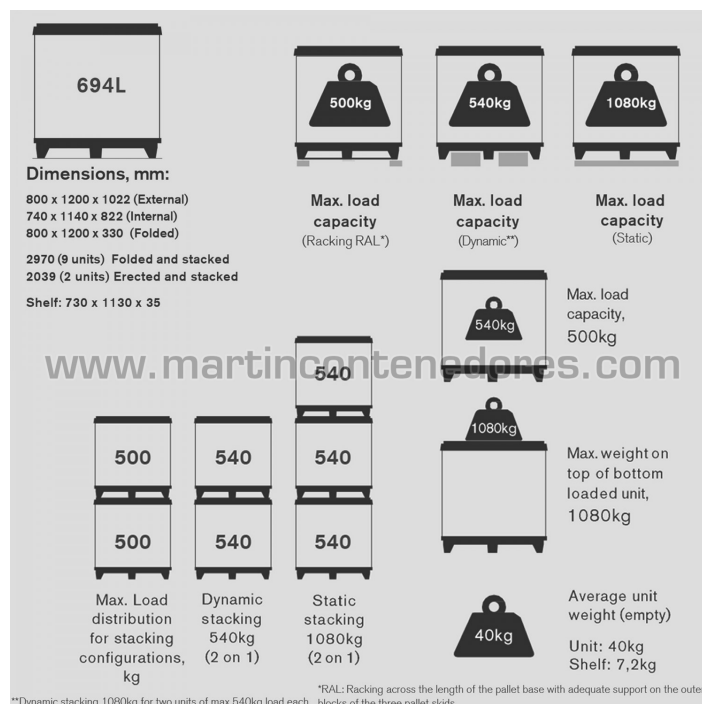 694L
500kg
540kg
1080kg
Dimensions, mm:
800 x 1200 x 1022 (External)
740 x 1140 x 822 (Internal)
800 x 1200 x 330 (Folded)
2970 (9 units) Folded and stacked
2039 (2 units) Erected and stacked
Shelf: 730 x 1130 x 35
Max. load
capacity
(Racking RAL*)
Max. load
capacity
(Dynamic**)
Max. load
capacity
(Static)
540kg
Max. load
capacity,
500kg
www.martincontenedores.com
1080kg
Max. weight on
top of bottom
loaded unit,
1080kg
500
500
540
540
540
540
540
Max. Load
distribution
for stacking
configurations,
kg
Dynamic
stacking
540kg
(2 on 1)
Static
stacking
1080kg
(2 on 1)
40kg
Average unit
weight (empty)
Unit: 40kg
Shelf: 7,2kg
**Dynamic stacking 1080kg for two units of max 540kg load each
*RAL: Racking across the length of the pallet base with adequate support on the oute
blocks of the three pallet skids